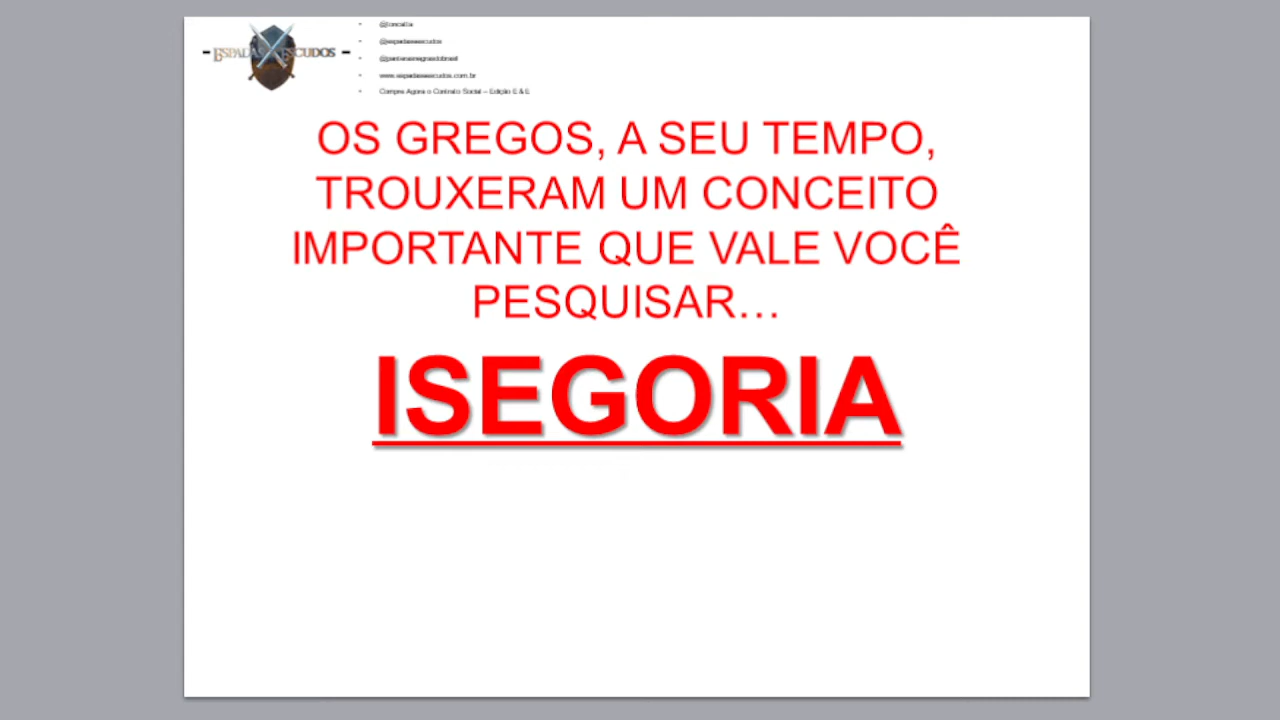 ESPADAS ESCUDOS
@espadaseescudos
www.espadaseescudos.com.br
Compre Agora o Contrato Social – Edição E & E
OS GREGOS, A SEU TEMPO,
TROUXERAM UM CONCEITO
IMPORTANTE QUE VALE VOCÊ
PESQUISAR...
ISEGORIA